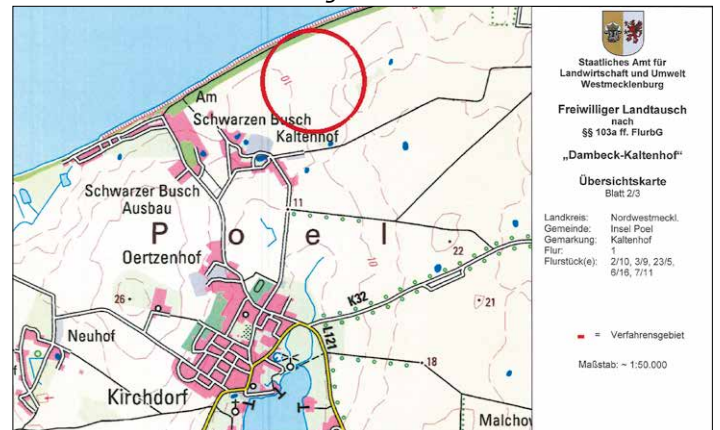 Am
Schwarzen Busch
Kaltenhof
10
Schwarzer Busch
Ausbau
11
P o e l
Oertzenhof
10
22
26
K32
21
Neuhof
L121
18
Kirchdorf
Malchow
Staatliches Amt für
Landwirtschaft und Umwelt
Westmecklenburg
Freiwilliger Landtausch
nach
§§ 103a ff. FlurbG
„Dambeck-Kaltenhof“
Übersichtskarte
Blatt 2/3
Landkreis: Nordwestmeckl.
Gemeinde: Insel Poel
Gemarkung: Kaltenhof
Flur: 1
Flurstück(e): 2/10, 3/9, 23/5,
6/16, 7/11
= Verfahrensgebiet
Maßstab: ~ 1:50.000